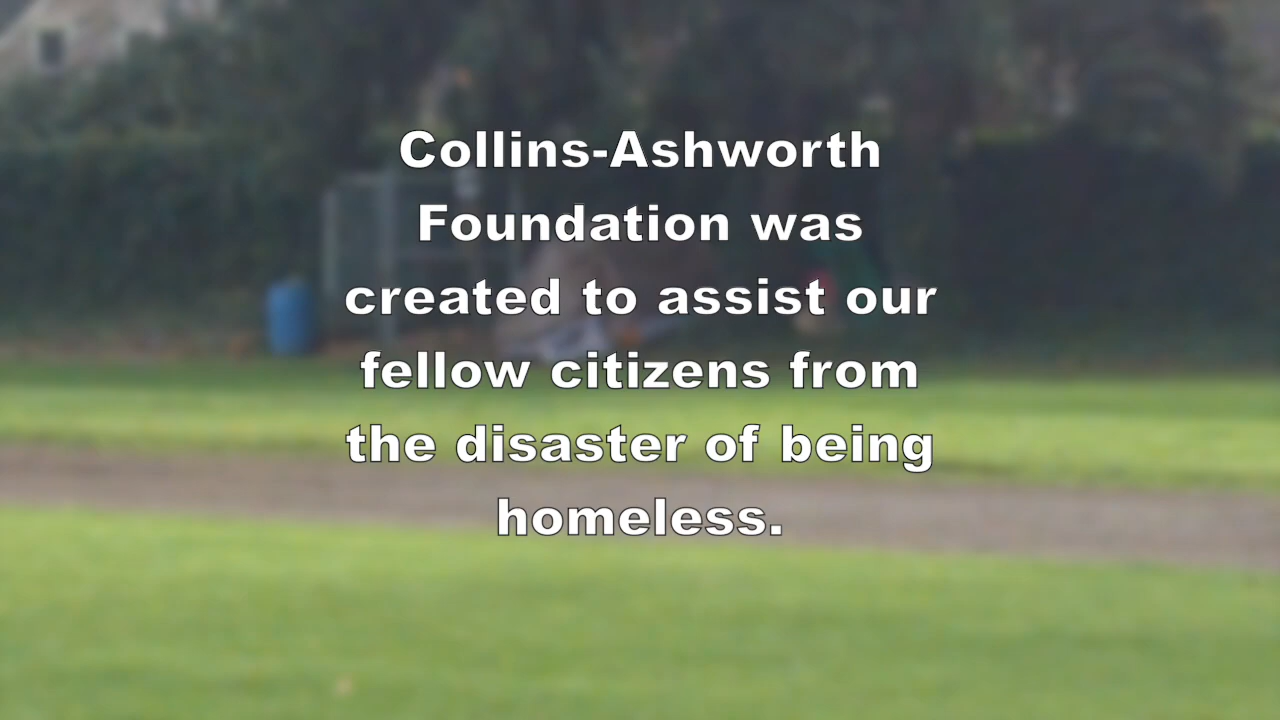 Collins-Ashworth
Foundation was
created to assist our
fellow citizens from
the disaster of being
homeless.